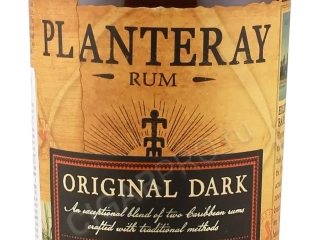 PLANTERAY
RUM
ORIGINAL DARK
An exceptional blend of two Caribbean rums
crafted with traditional methods